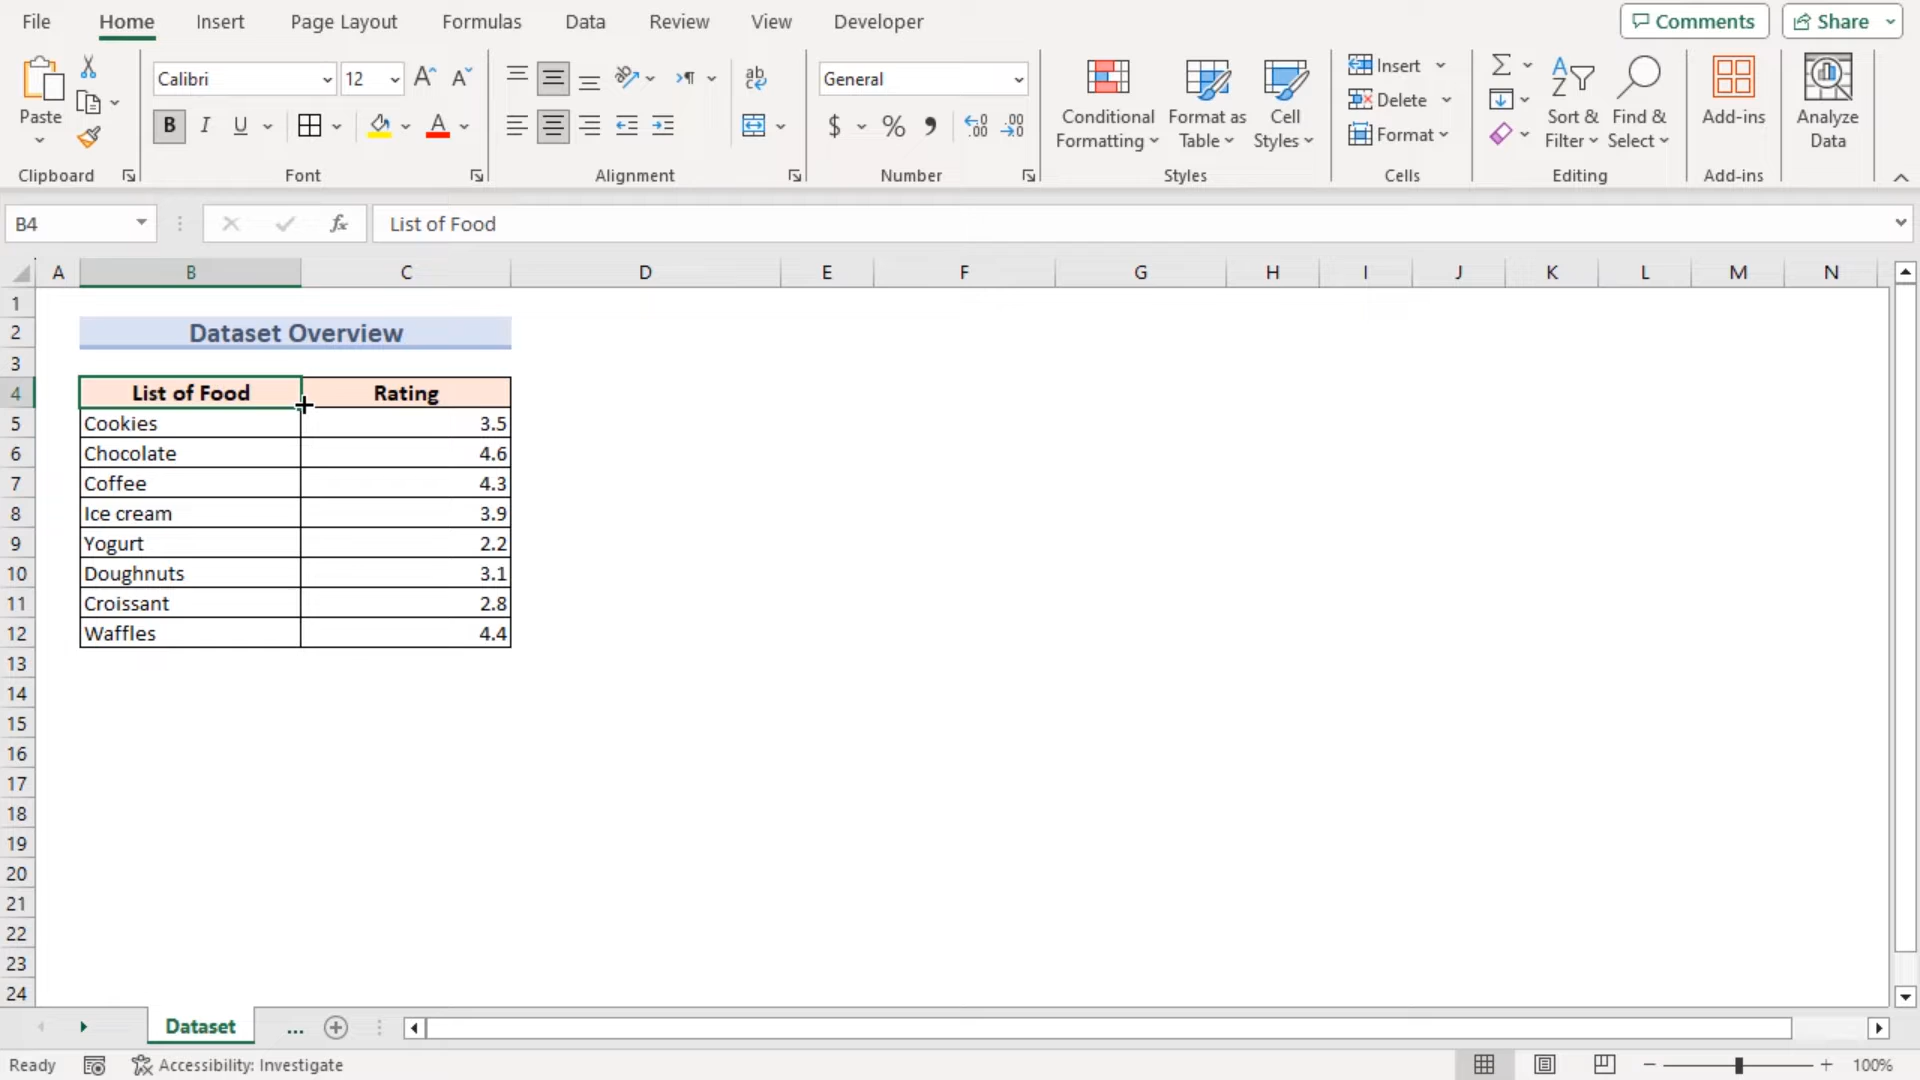 File Home Insert Page Layout Formulas Data Review View Developer Comments Share
Calibri 12 General Insert
Paste Conditional Format as Cell Delete Sort & Find & Add-ins Analyze
Formatting Table Styles Format Filter Select Data
Clipboard Font Alignment Number Styles Cells Editing Add-ins
B4 fx List of Food
A B C D E F G H I J K L M N
1
2 Dataset Overview
3
4 List of Food Rating
5 Cookies 3.5
6 Chocolate 4.6
7 Coffee 4.3
8 Ice cream 3.9
9 Yogurt 2.2
10 Doughnuts 3.1
11 Croissant 2.8
12 Waffles 4.4
13
14
15
16
17
18
19
20
21
22
23
24
Dataset ...
Ready Accessibility: Investigate 100%